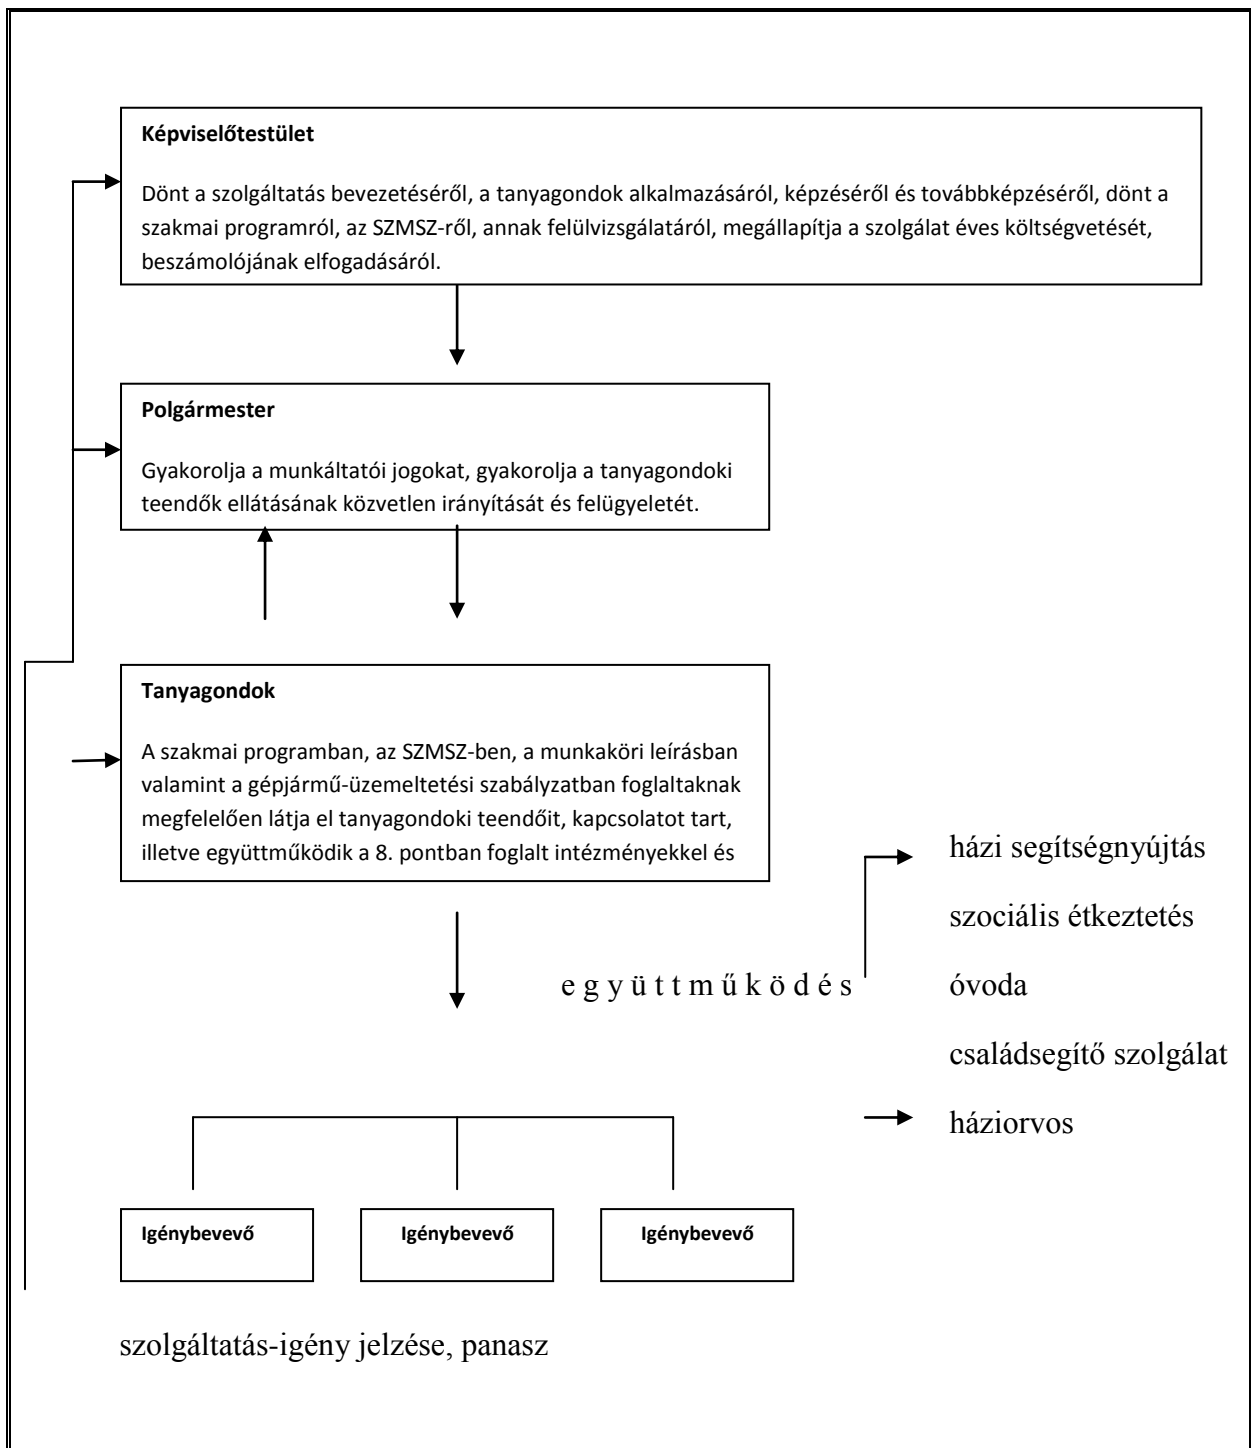 Képviselőtestület
Dönt a szolgáltatás bevezetéséről, a tanyagondok alkalmazásáról, képzéséről és továbbképzéséről, dönt a
szakmai programról, az SZMSZ-ről, annak felülvizsgálatáról, megállapítja a szolgálat éves költségvetését,
beszámolójának elfogadásáról.
Polgármester
Gyakorolja a munkáltatói jogokat, gyakorolja a tanyagondoki
teendők ellátásának közvetlen irányítását és felügyeletét.
Tanyagondok
A szakmai programban, az SZMSZ-ben, a munkaköri leírásban
valamint a gépjármű-üzemeltetési szabályzatban foglaltaknak
megfelelően látja el tanyagondoki teendőit, kapcsolatot tart,
illetve együttműködik a 8. pontban foglalt intézményekkel és
házi segítségnyújtás
szociális étkeztetés
e g y ü t t m ű k ö d é s
óvoda
családsegítő szolgálat
háziorvos
Igénybevevő
Igénybevevő
Igénybevevő
szolgáltatás-igény jelzése, panasz